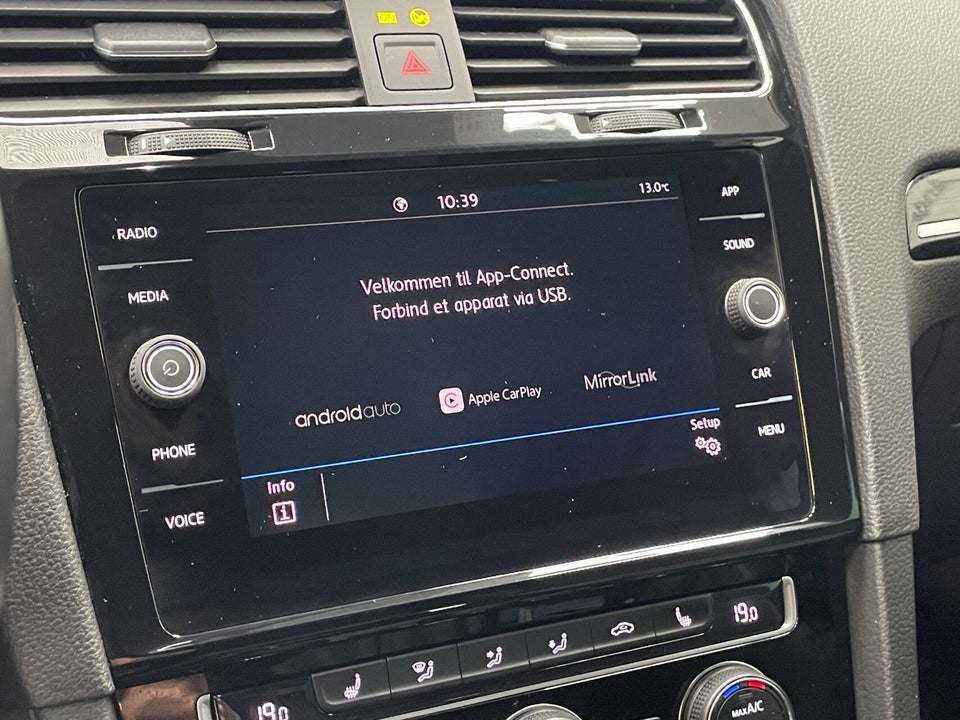 10:39
13.0°C
RADIO
MEDIA
PHONE
VOICE
Velkommen til App-Connect.
Forbind et apparat via USB.
androidauto
Apple CarPlay
MirrorLink
Setup
Info
i
APP
SOUND
CAR
MENU
19.0
19.0
MAX A/C